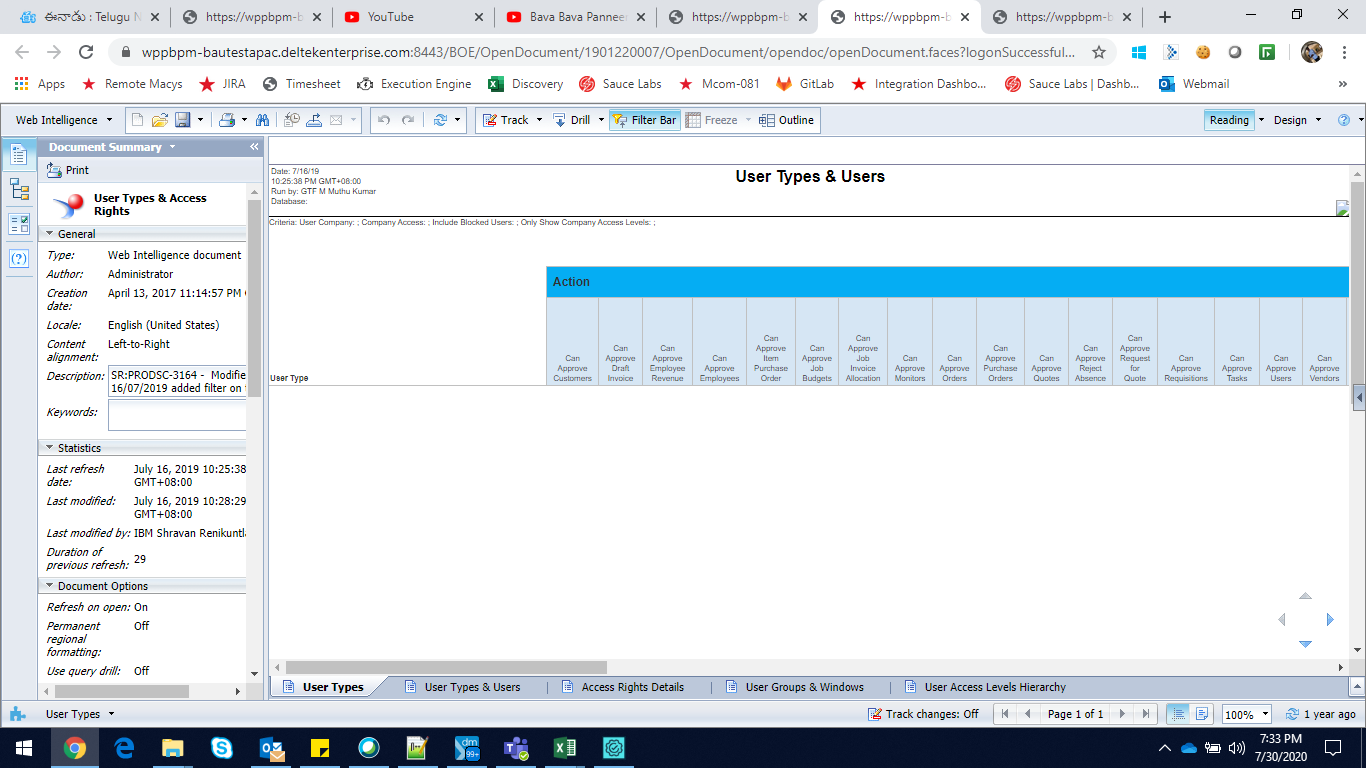 ఈనాడు : Telugu N
https://wppbpm-b
YouTube
Bava Bava Panneer
https://wppbpm-b
https://wppbpm-b
https://wppbpm-b
wppbpm-bautestapac.deltekenterprise.com:8443/BOE/OpenDocument/1901220007/OpenDocument/opendoc/openDocument.faces?logonSuccessful...
Apps
Remote Macys
JIRA
Timesheet
Execution Engine
Discovery
Sauce Labs
Mcom-081
GitLab
Integration Dashbo...
Sauce Labs | Dashb...
Webmail
»
Web Intelligence
Track
Drill
Filter Bar
Freeze
Outline
Reading
Design
Document Summary
Print
User Types & Access
Rights
General
Type: Web Intelligence document
Author: Administrator
Creation date: April 13, 2017 11:14:57 PM
Locale: English (United States)
Content alignment: Left-to-Right
Description: SR:PRODSC-3164 - Modifie
16/07/2019 added filter on
Keywords:
Statistics
Last refresh date: July 16, 2019 10:25:38
GMT+08:00
Last modified: July 16, 2019 10:28:29
GMT+08:00
Last modified by: IBM Shravan Renikuntl
Duration of previous refresh: 29
Document Options
Refresh on open: On
Permanent regional formatting: Off
Use query drill: Off
Date: 7/16/19
10:25:38 PM GMT+08:00
Run by: GTF M Muthu Kumar
Database:
User Types & Users
Criteria: User Company: ; Company Access: ; Include Blocked Users: ; Only Show Company Access Levels: ;
Action
User Type
Can Approve Customers
Can Approve Draft Invoice
Can Approve Employee Revenue
Can Approve Employees
Can Approve Item Purchase Order
Can Approve Job Budgets
Can Approve Job Invoice Allocation
Can Approve Monitors
Can Approve Orders
Can Approve Purchase Orders
Can Approve Quotes
Can Approve Reject Absence
Can Approve Request for Quote
Can Approve Requisitions
Can Approve Tasks
Can Approve Users
Can Approve Vendors
User Types
User Types & Users
Access Rights Details
User Groups & Windows
User Access Levels Hierarchy
User Types
Track changes: Off
Page 1 of 1
100%
1 year ago
99+
7:33 PM
7/30/2020